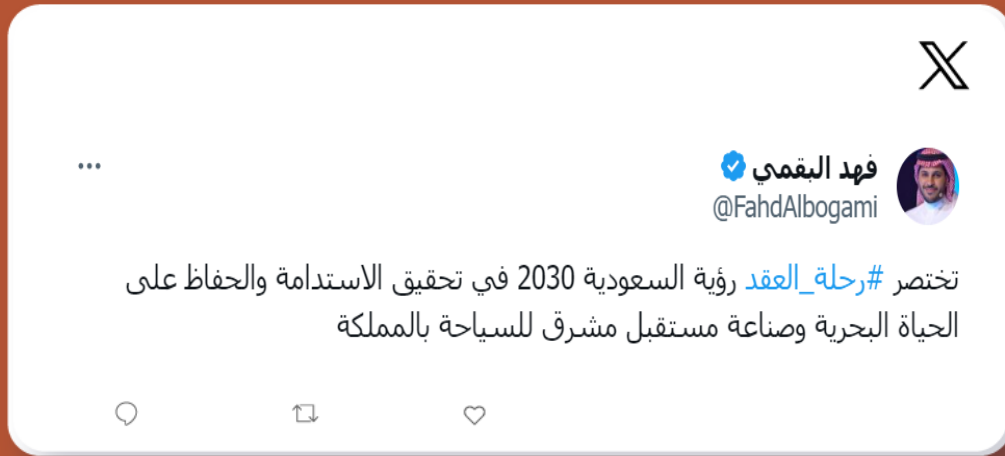 فهد البقمي
@FahdAlbogami
تختصر #رحلة_العقد رؤية السعودية 2030 في تحقيق الاستدامة والحفاظ على
الحياة البحرية وصناعة مستقبل مشرق للسياحة بالمملكة